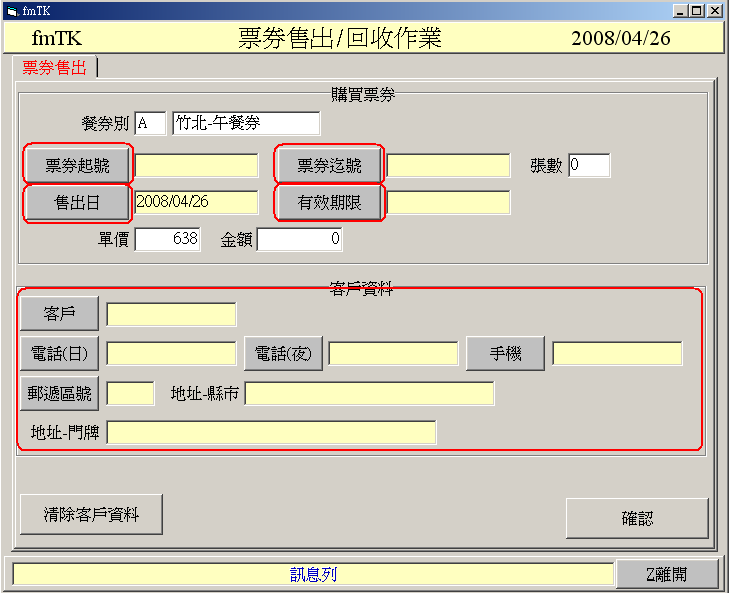 fmTK
fmTK 票券售出/回收作業 2008/04/26
票券售出
購買票券
餐券別 A 竹北-午餐券
票券起號 票券迄號 張數 0
售出日 2008/04/26 有效期限
單價 638 金額 0
客戶資料
客戶
電話(日) 電話(夜) 手機
郵遞區號 地址-縣市
地址-門牌
清除客戶資料 確認
訊息列 Z離開